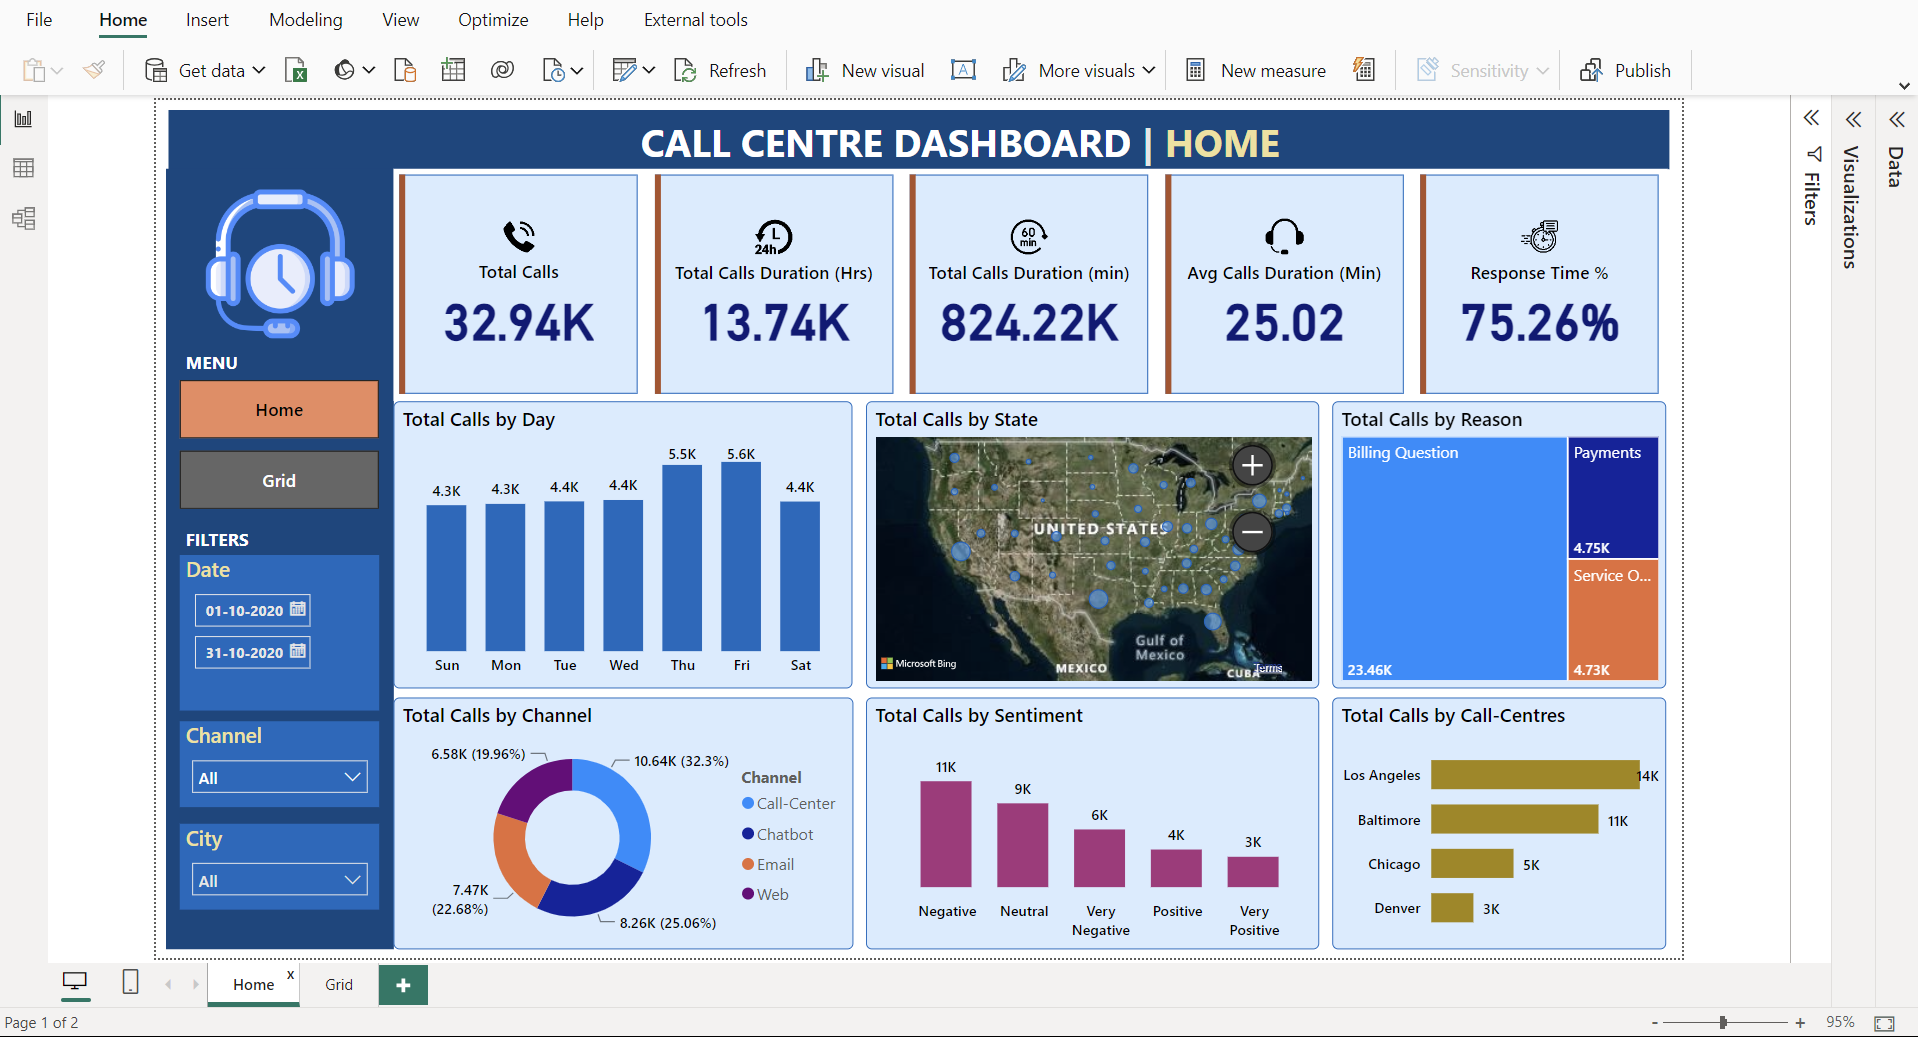 File Home Insert Modeling View Optimize Help External tools
Get data Refresh New visual More visuals New measure Sensitivity Publish
CALL CENTRE DASHBOARD | HOME
MENU
Home
Grid
FILTERS
Date
01-10-2020
31-10-2020
Channel
All
City
All
Total Calls
32.94K
24h
Total Calls Duration (Hrs)
13.74K
60
min
Total Calls Duration (min)
824.22K
Avg Calls Duration (Min)
25.02
Response Time %
75.26%
Total Calls by Day
4.3K 4.3K 4.4K 4.4K 5.5K 5.6K 4.4K
Sun Mon Tue Wed Thu Fri Sat
Total Calls by State
UNITED STATES
Gulf of
Mexico
MEXICO
CUBA
Microsoft Bing
Terms
Total Calls by Reason
Billing Question
23.46K
Payments
4.75K
Service O...
4.73K
Total Calls by Channel
6.58K (19.96%)
10.64K (32.3%)
7.47K
(22.68%)
8.26K (25.06%)
Channel
Call-Center
Chatbot
Email
Web
Total Calls by Sentiment
11K 9K 6K 4K 3K
Negative Neutral Very Negative Positive Very Positive
Total Calls by Call-Centres
Los Angeles 14K
Baltimore 11K
Chicago 5K
Denver 3K
Filters
Visualizations
Data
Home x Grid +
Page 1 of 2
- + 95%